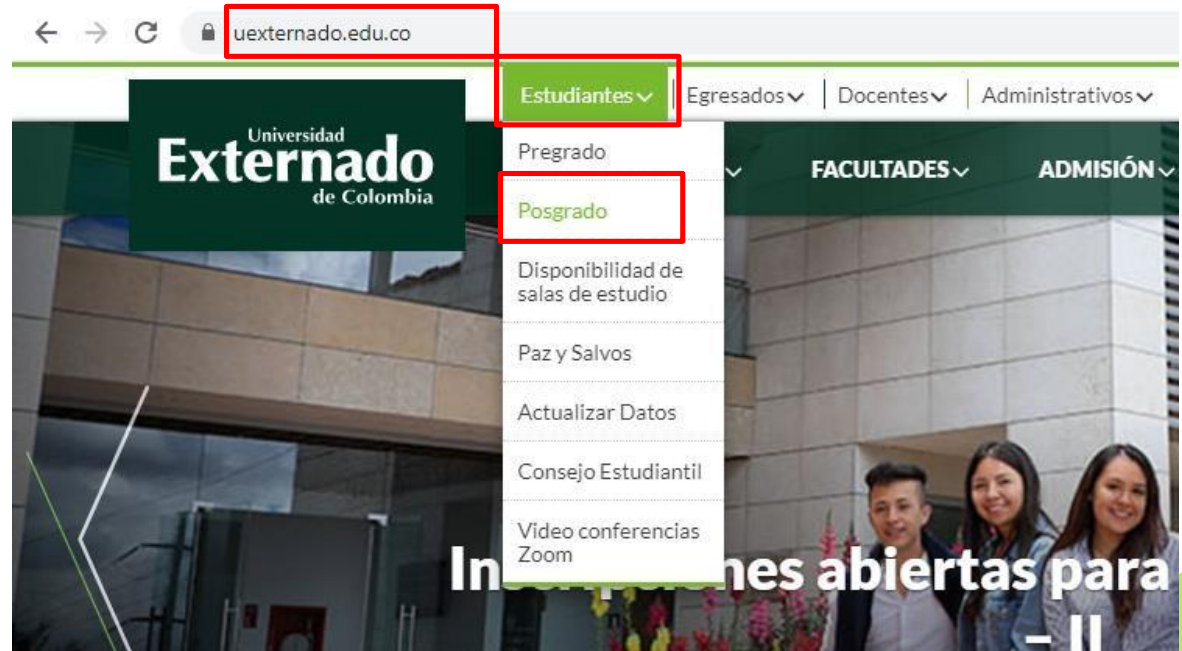 uexternado.edu.co
Estudiantes Egresados Docentes Administrativos
Universidad
Externado
de Colombia
FACULTADES ADMISIÓN
Pregrado
Posgrado
Disponibilidad de
salas de estudio
Paz y Salvos
Actualizar Datos
Consejo Estudiantil
Video conferencias
Zoom
abiertas para
– II